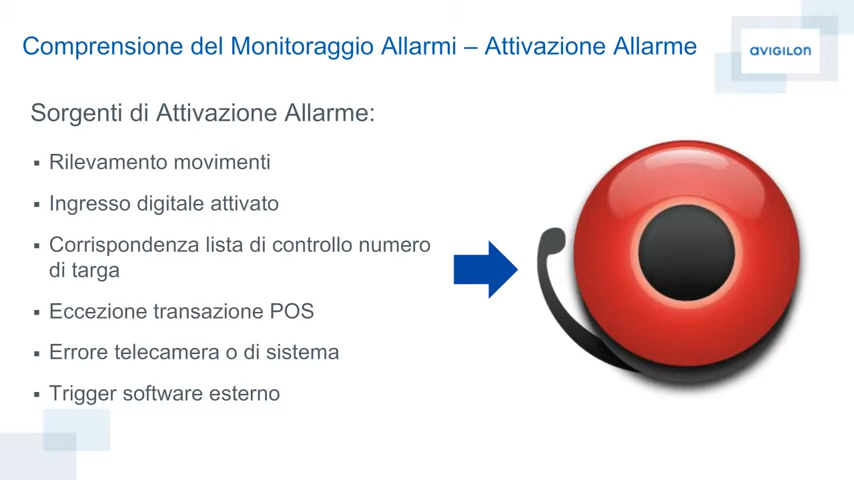 Comprensione del Monitoraggio Allarmi – Attivazione Allarme
avigilon
Sorgenti di Attivazione Allarme:
▪ Rilevamento movimenti
▪ Ingresso digitale attivato
▪ Corrispondenza lista di controllo numero
di targa
▪ Eccezione transazione POS
▪ Errore telecamera o di sistema
▪ Trigger software esterno